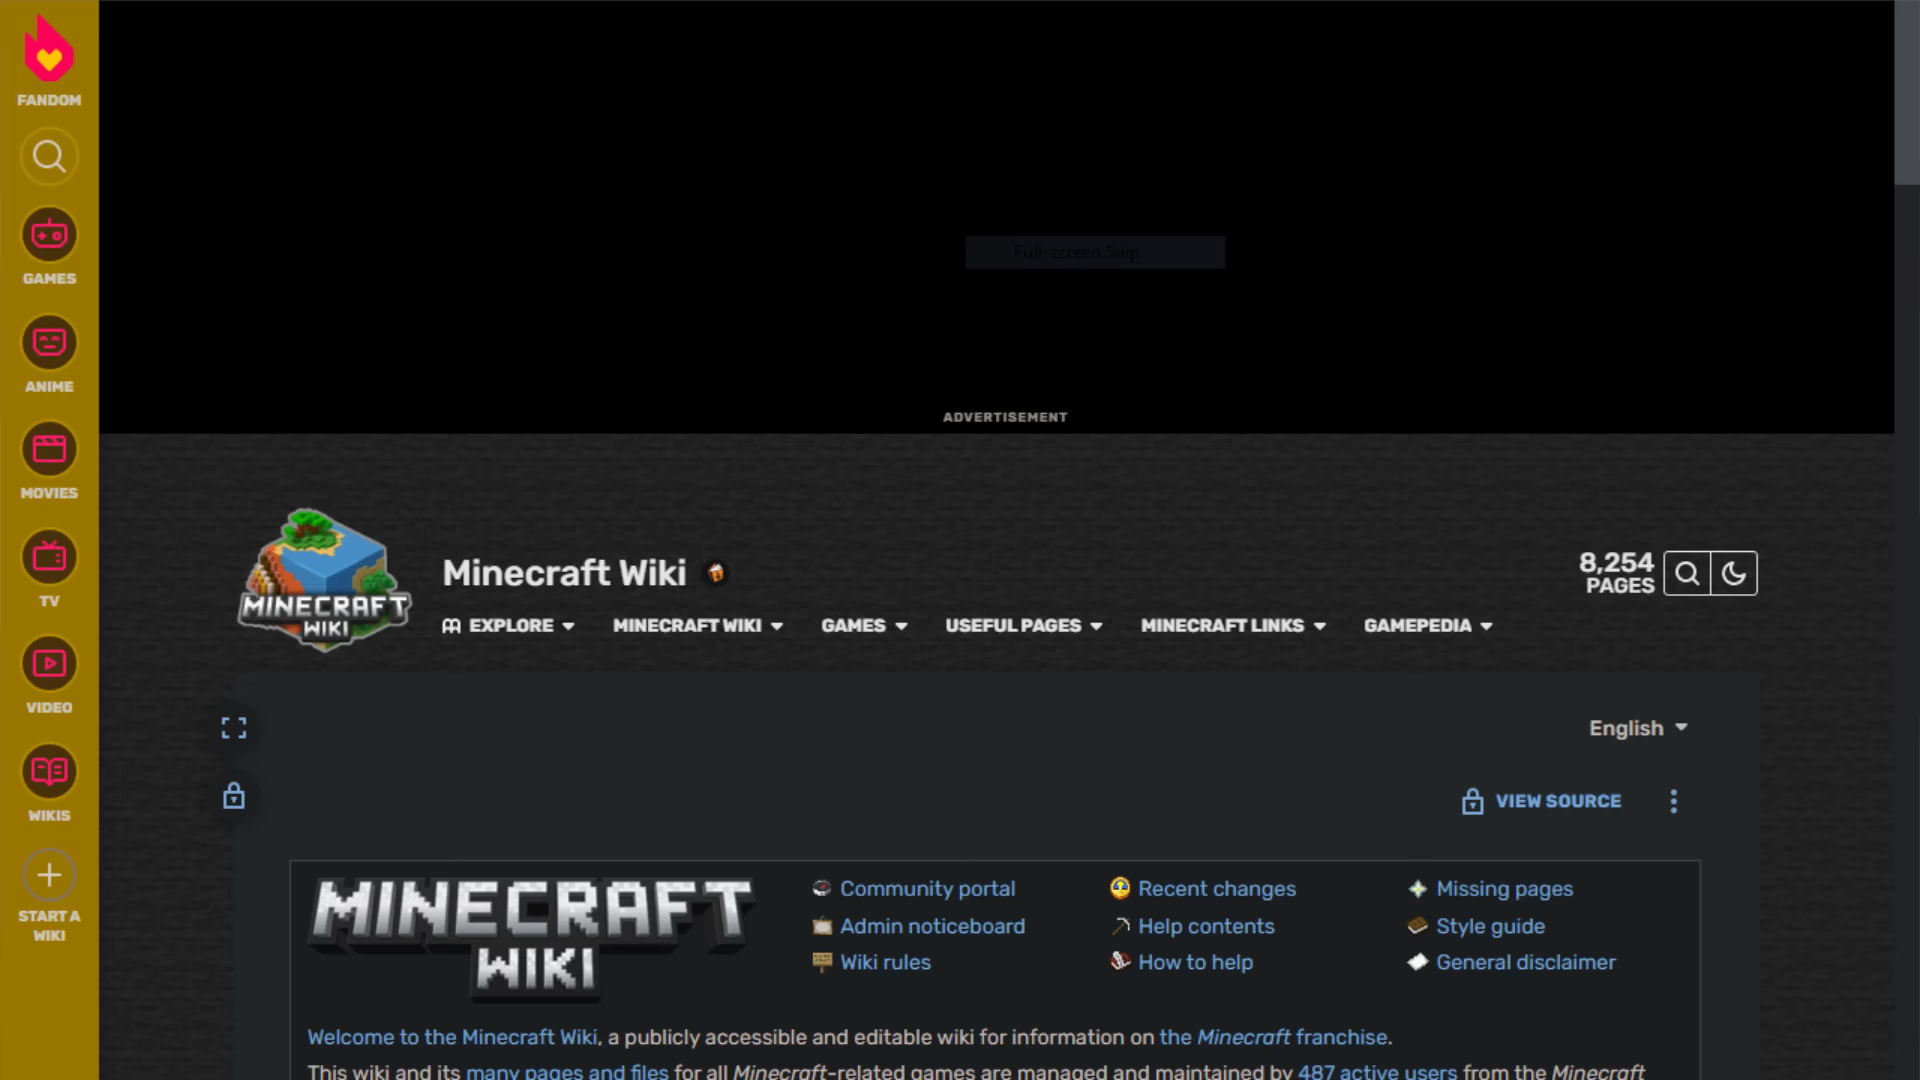 FANDOM
GAMES
ANIME
MOVIES
TV
VIDEO
WIKIS
START A
WIKI
Full-screen Snip
ADVERTISEMENT
MINECRAFT
WIKI
Minecraft Wiki
8,254
PAGES
EXPLORE
MINECRAFT WIKI
GAMES
USEFUL PAGES
MINECRAFT LINKS
GAMEPEDIA
English
VIEW SOURCE
MINECRAFT
WIKI
Community portal
Recent changes
Missing pages
Admin noticeboard
Help contents
Style guide
Wiki rules
How to help
General disclaimer
Welcome to the Minecraft Wiki, a publicly accessible and editable wiki for information on the Minecraft franchise.
This wiki and its many pages and files for all Minecraft-related games are managed and maintained by 487 active users from the Minecraft